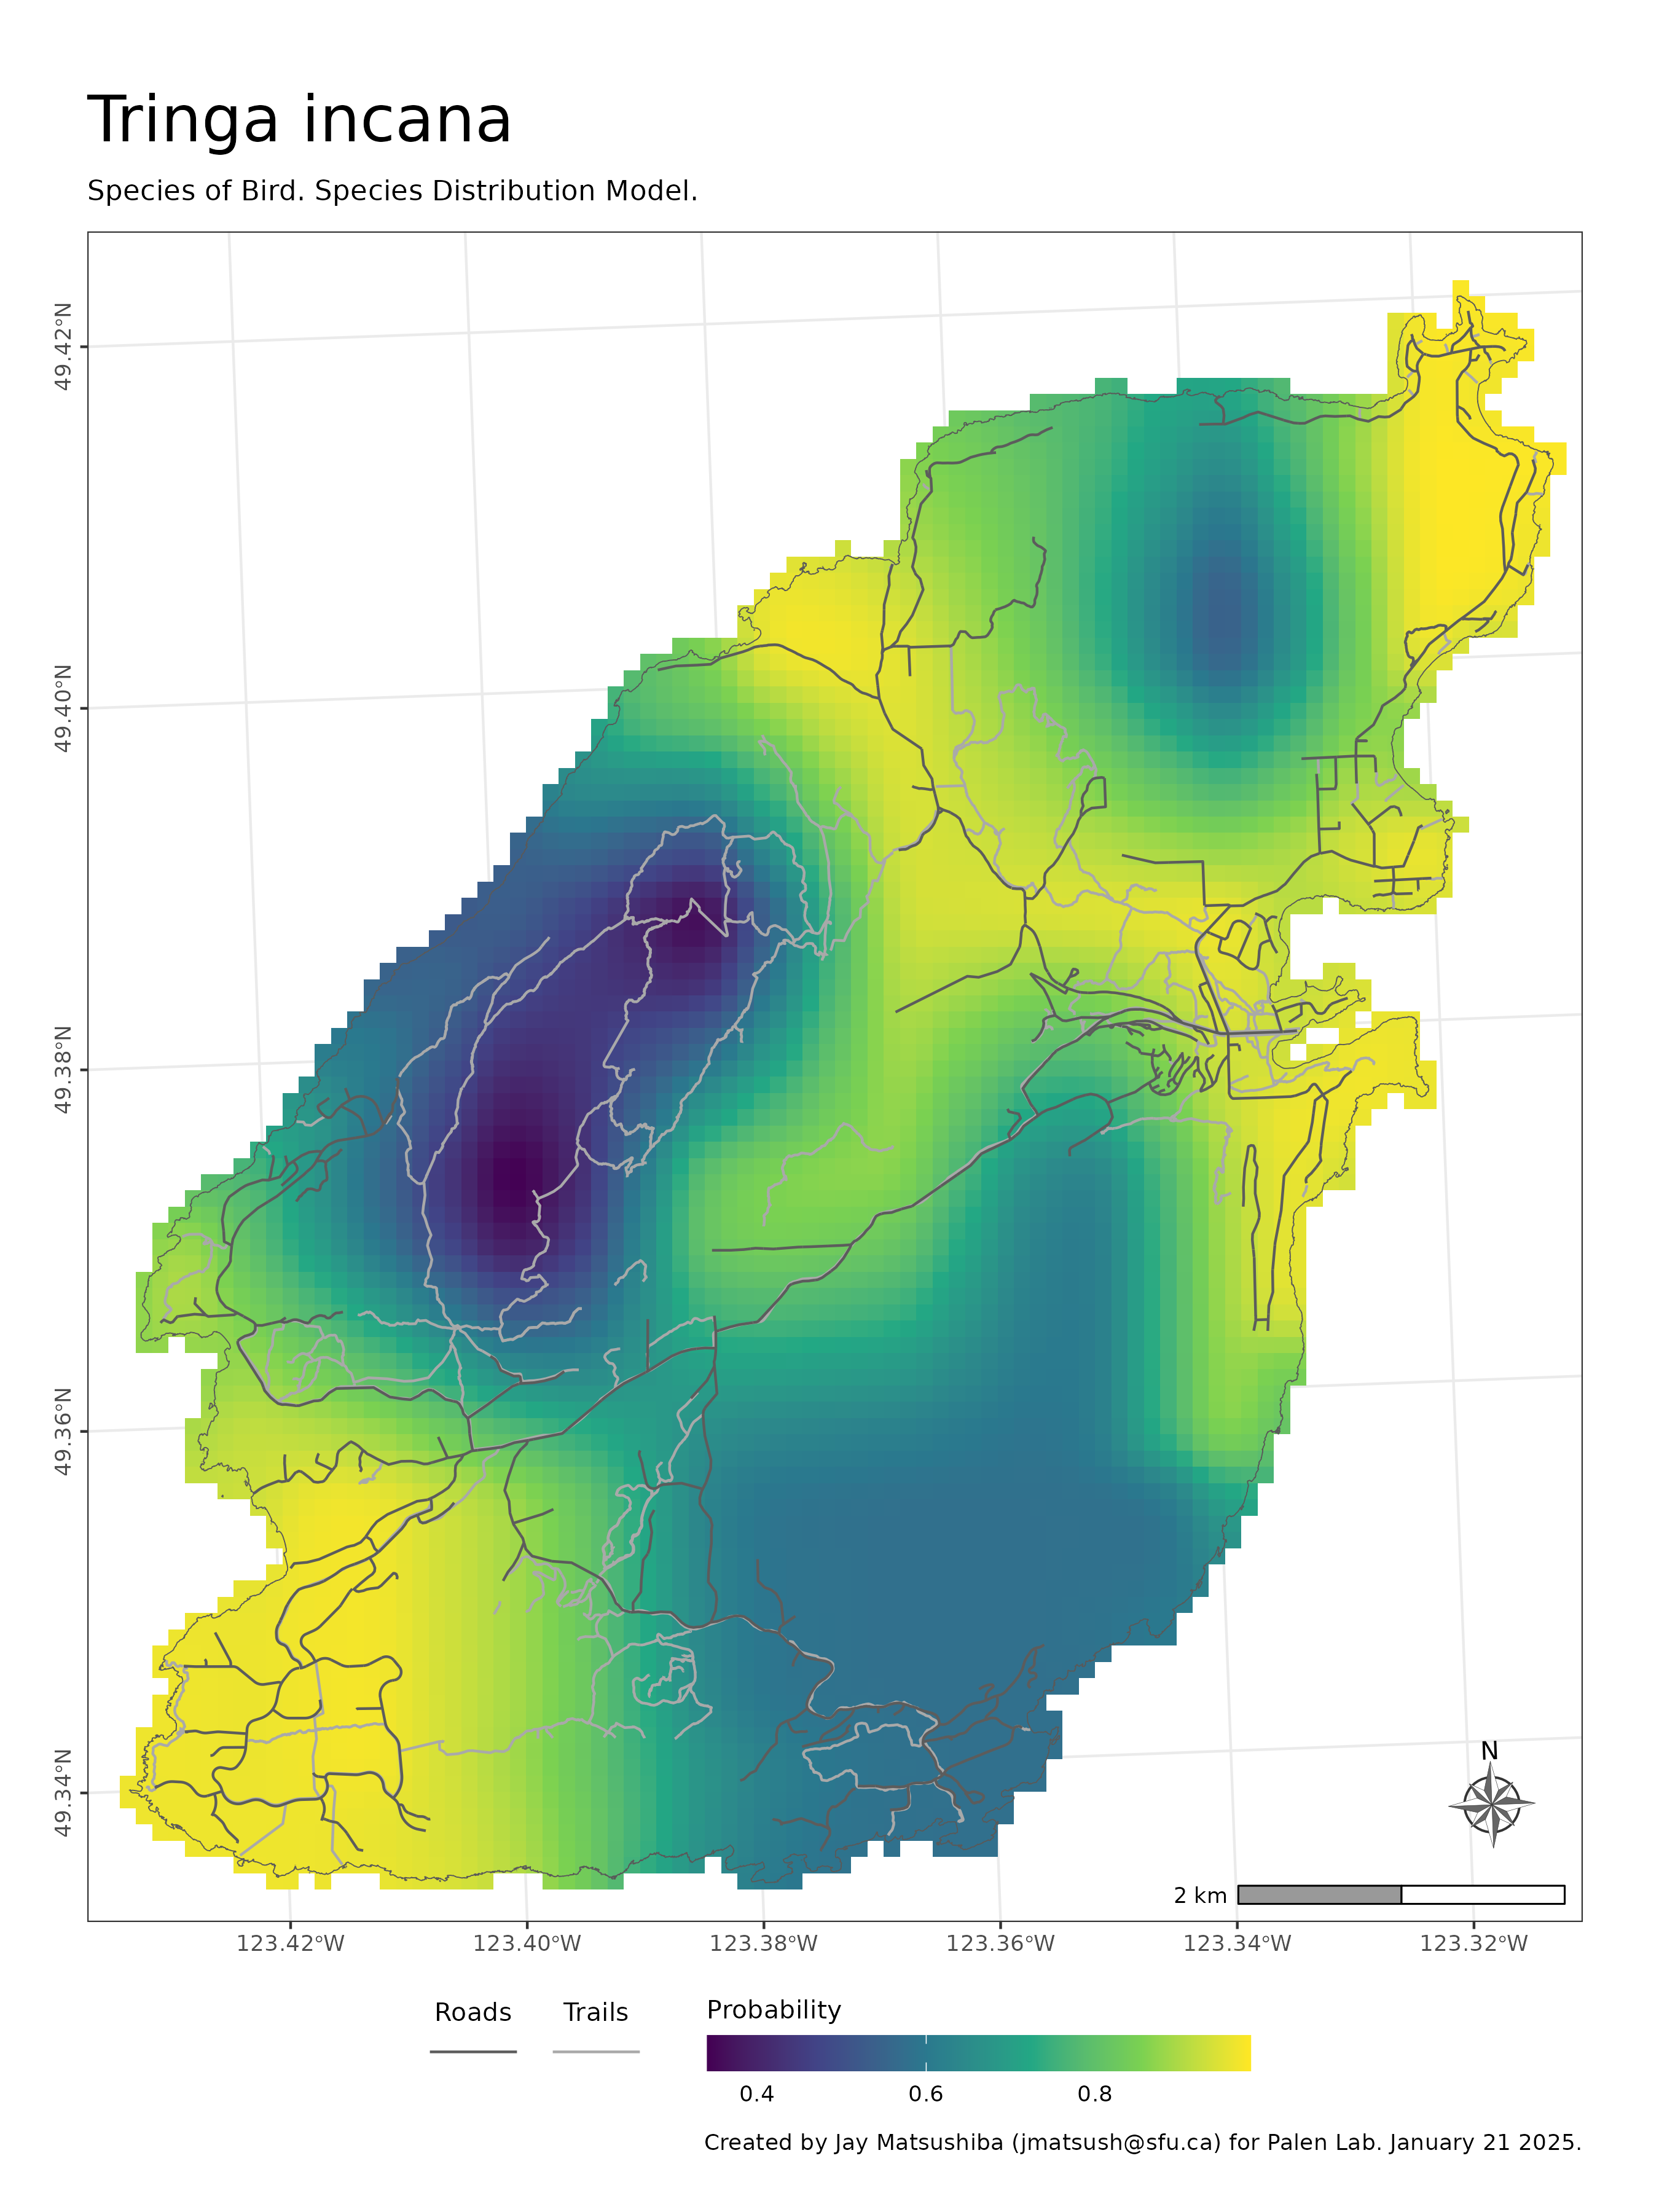 Tringa incana
Species of Bird. Species Distribution Model.
49.42°N
49.40°N
49.38°N
49.36°N
49.34°N
N
2 km
123.42°W 123.40°W 123.38°W 123.36°W 123.34°W 123.32°W
Roads Trails Probability
0.4 0.6 0.8
Created by Jay Matsushiba (jmatsush@sfu.ca) for Palen Lab. January 21 2025.